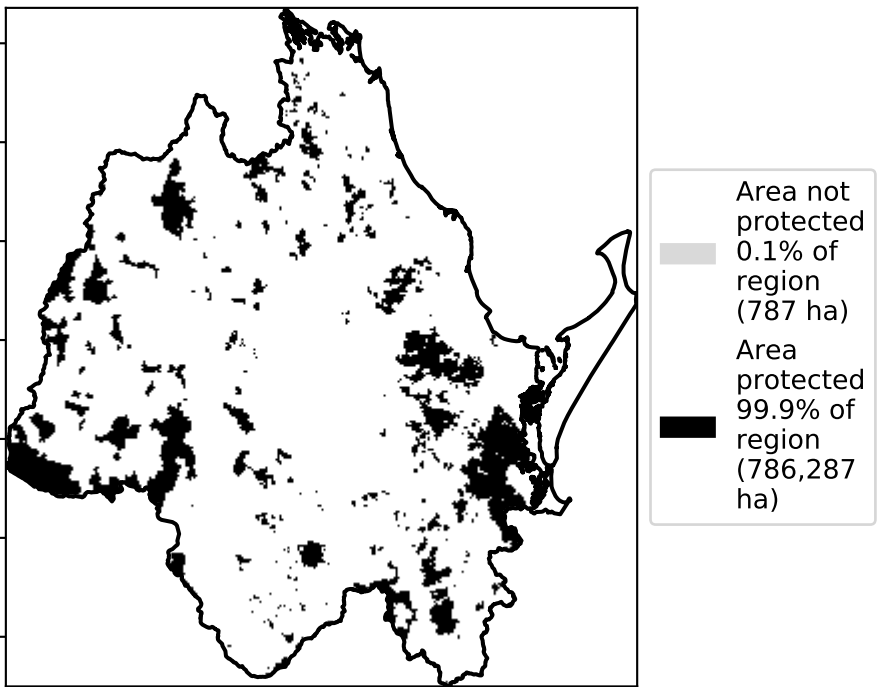 Area not
protected
0.1% of
region
(787 ha)
Area
protected
99.9% of
region
(786,287
ha)